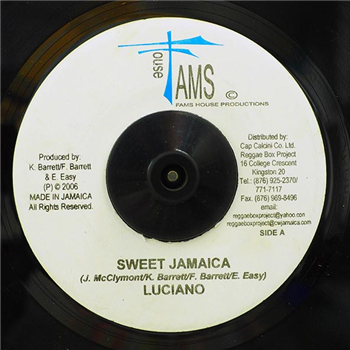 House
FAMS ©
FAMS HOUSE PRODUCTIONS
Produced by:
K. Barrett/F. Barrett
& E. Easy
(P) © 2006
MADE IN JAMAICA
All Rights Reserved.
Distributed by:
Cap Calcini Co. Ltd.
Reggae Box Project
16 College Crescent
Kingston 20
Tel.: (876) 925-2370/
771-7117
Fax: (876) 969-8496
email:
reggaeboxproject@yahoo.com
reggaeboxproject@cwjamaica.com
SIDE A
SWEET JAMAICA
(J. McClymont/K. Barrett/F. Barrett/E. Easy)
LUCIANO